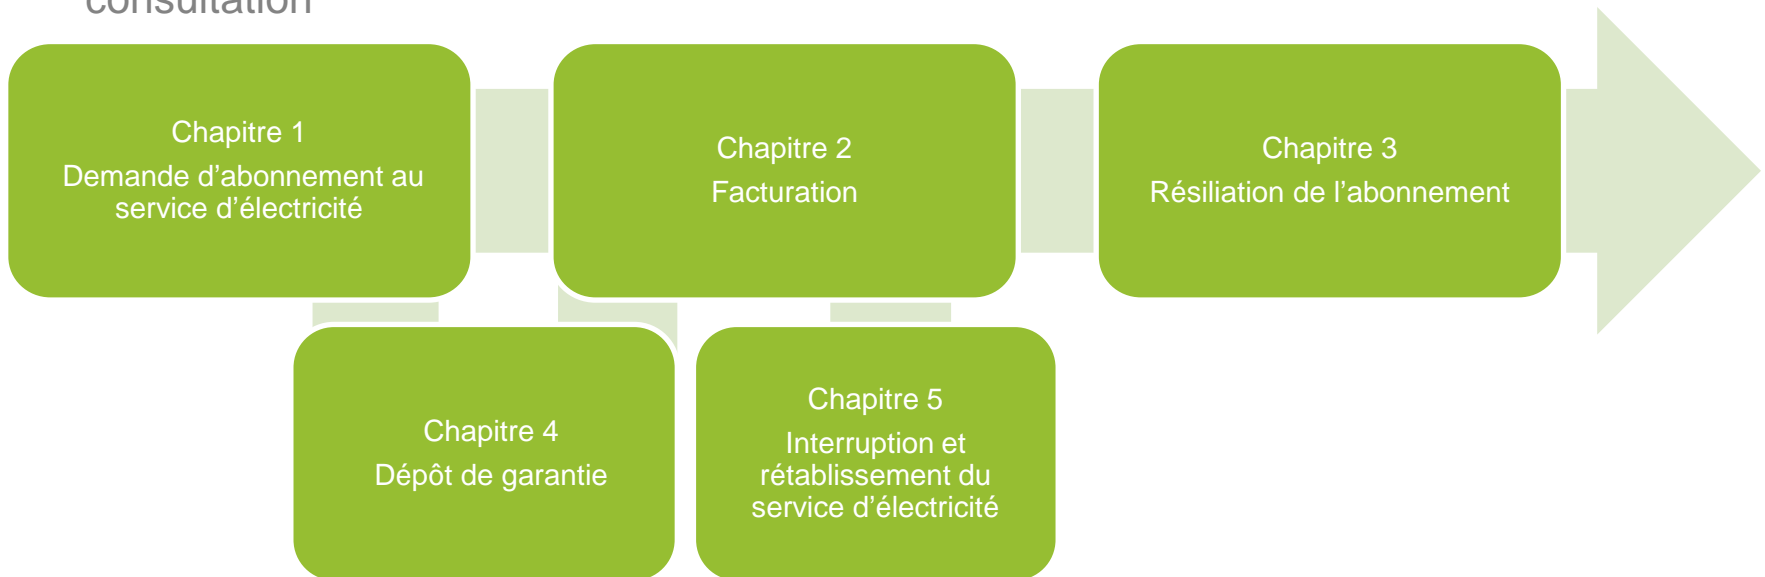 consultation
Chapitre 1
Demande d’abonnement au
service d’électricité
Chapitre 2
Facturation
Chapitre 3
Résiliation de l’abonnement
Chapitre 4
Dépôt de garantie
Chapitre 5
Interruption et
rétablissement du
service d’électricité